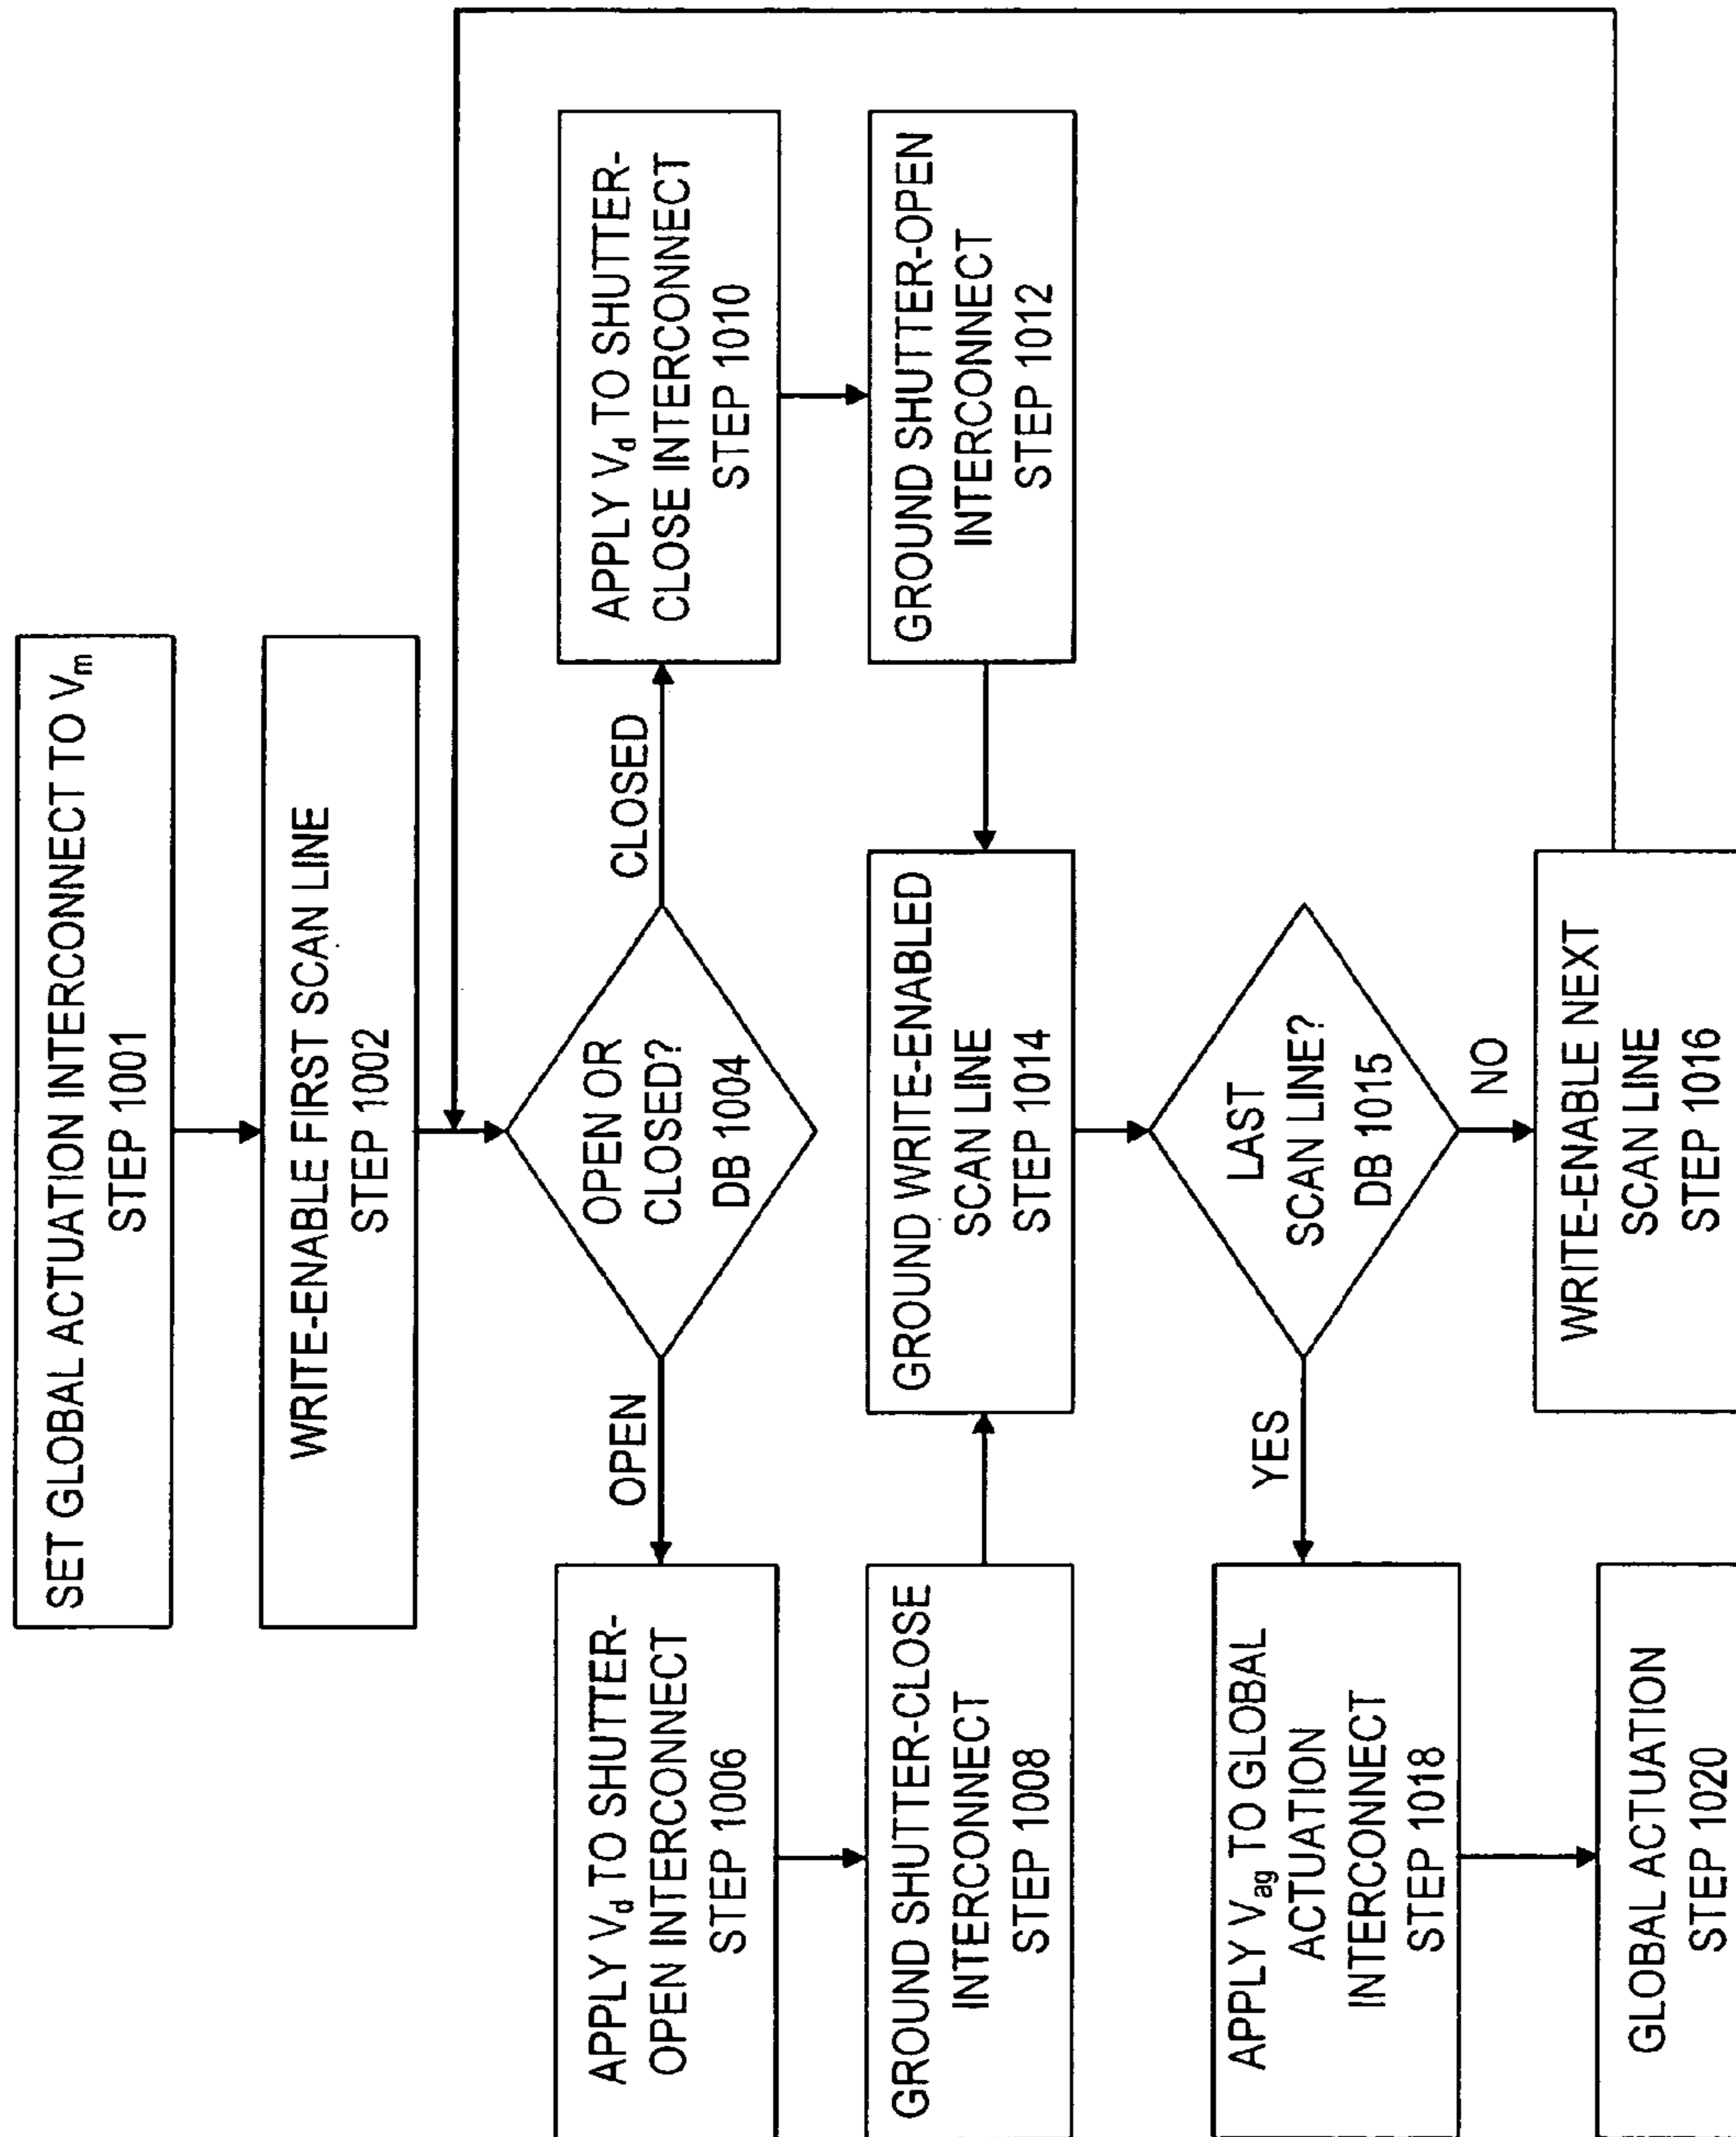 SET GLOBAL ACTUATION INTERCONNECT TO Vm
STEP 1001
WRITE-ENABLE FIRST SCAN LINE
STEP 1002
OPEN OR
CLOSED?
DB 1004
OPEN
CLOSED
APPLY Vd TO SHUTTER-
OPEN INTERCONNECT
STEP 1006
APPLY Vd TO SHUTTER-
CLOSE INTERCONNECT
STEP 1010
GROUND SHUTTER-CLOSE
INTERCONNECT
STEP 1008
GROUND WRITE-ENABLED
SCAN LINE
STEP 1014
GROUND SHUTTER-OPEN
INTERCONNECT
STEP 1012
LAST
SCAN LINE?
DB 1015
YES
NO
APPLY Vag TO GLOBAL
ACTUATION
INTERCONNECT
STEP 1018
WRITE-ENABLE NEXT
SCAN LINE
STEP 1016
GLOBAL ACTUATION
STEP 1020